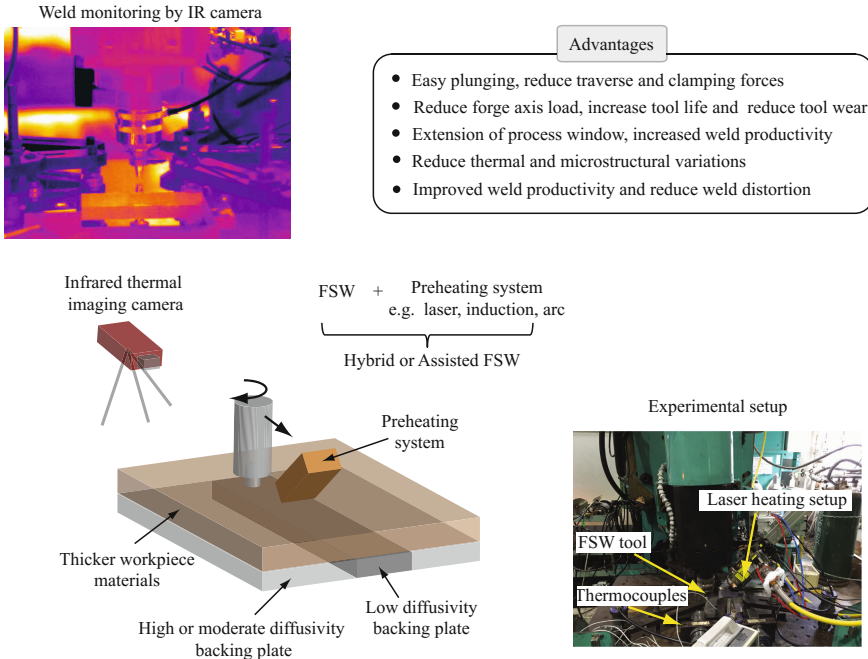 Weld monitoring by IR camera
Advantages
• Easy plunging, reduce traverse and clamping forces
• Reduce forge axis load, increase tool life and reduce tool wear
• Extension of process window, increased weld productivity
• Reduce thermal and microstructural variations
• Improved weld productivity and reduce weld distortion
Infrared thermal
imaging camera
FSW + Preheating system
e.g. laser, induction, arc
Hybrid or Assisted FSW
Preheating
system
Thicker workpiece
materials
High or moderate diffusivity
backing plate
Low diffusivity
backing plate
Experimental setup
Laser heating setup
FSW tool
Thermocouples